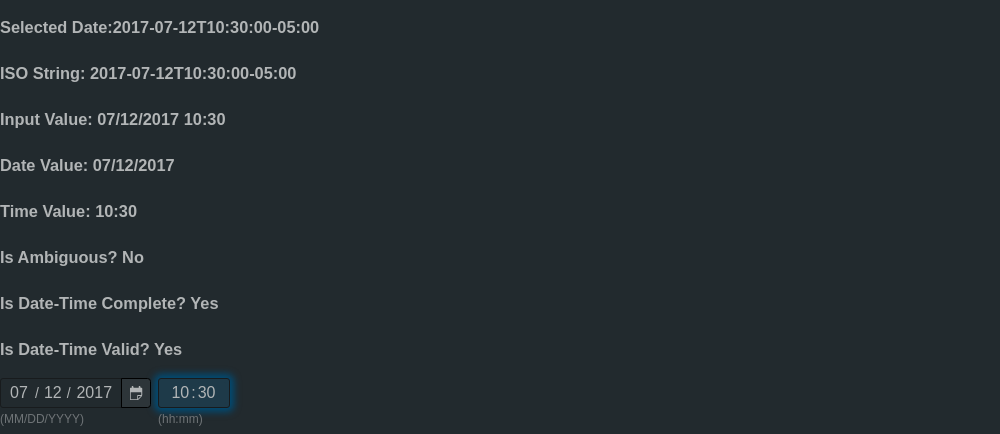 Selected Date:2017-07-12T10:30:00-05:00
ISO String: 2017-07-12T10:30:00-05:00
Input Value: 07/12/2017 10:30
Date Value: 07/12/2017
Time Value: 10:30
Is Ambiguous? No
Is Date-Time Complete? Yes
Is Date-Time Valid? Yes
07 / 12 / 2017 10:30
(MM/DD/YYYY) (hh:mm)